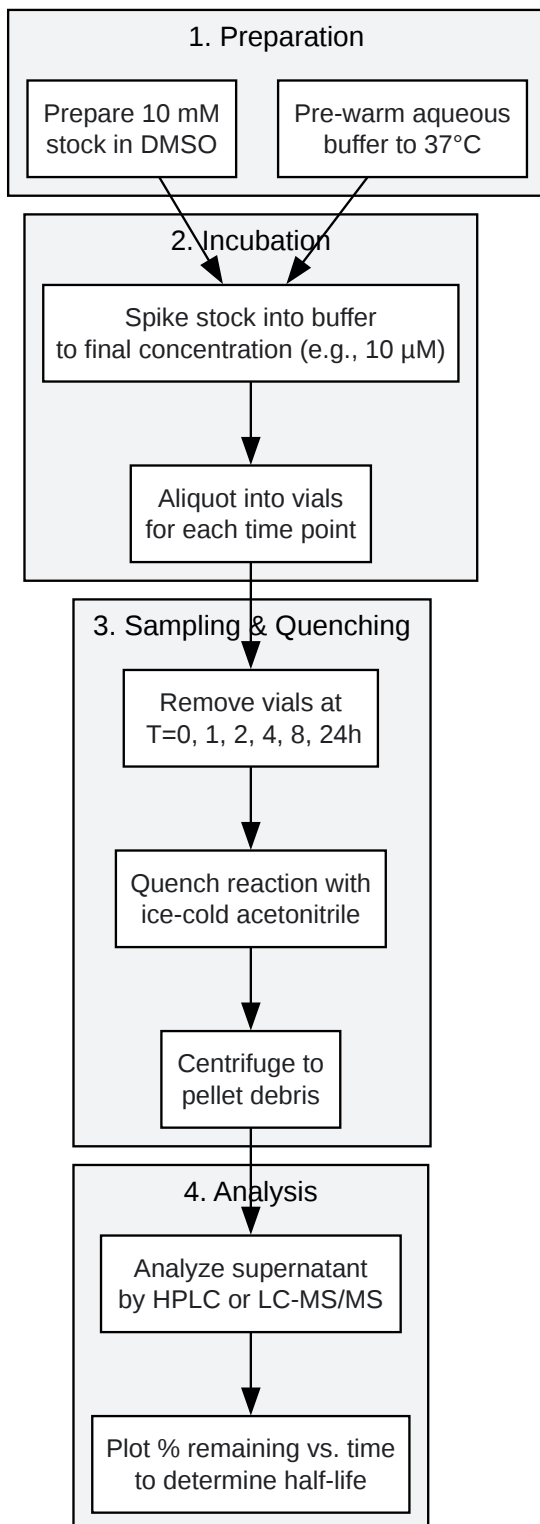 1. Preparation
Prepare 10 mM
stock in DMSO
Pre-warm aqueous
buffer to 37°C
2. Incubation
Spike stock into buffer
to final concentration (e.g., 10 µM)
Aliquot into vials
for each time point
3. Sampling & Quenching
Remove vials at
T=0, 1, 2, 4, 8, 24h
Quench reaction with
ice-cold acetonitrile
Centrifuge to
pellet debris
4. Analysis
Analyze supernatant
by HPLC or LC-MS/MS
Plot % remaining vs. time
to determine half-life